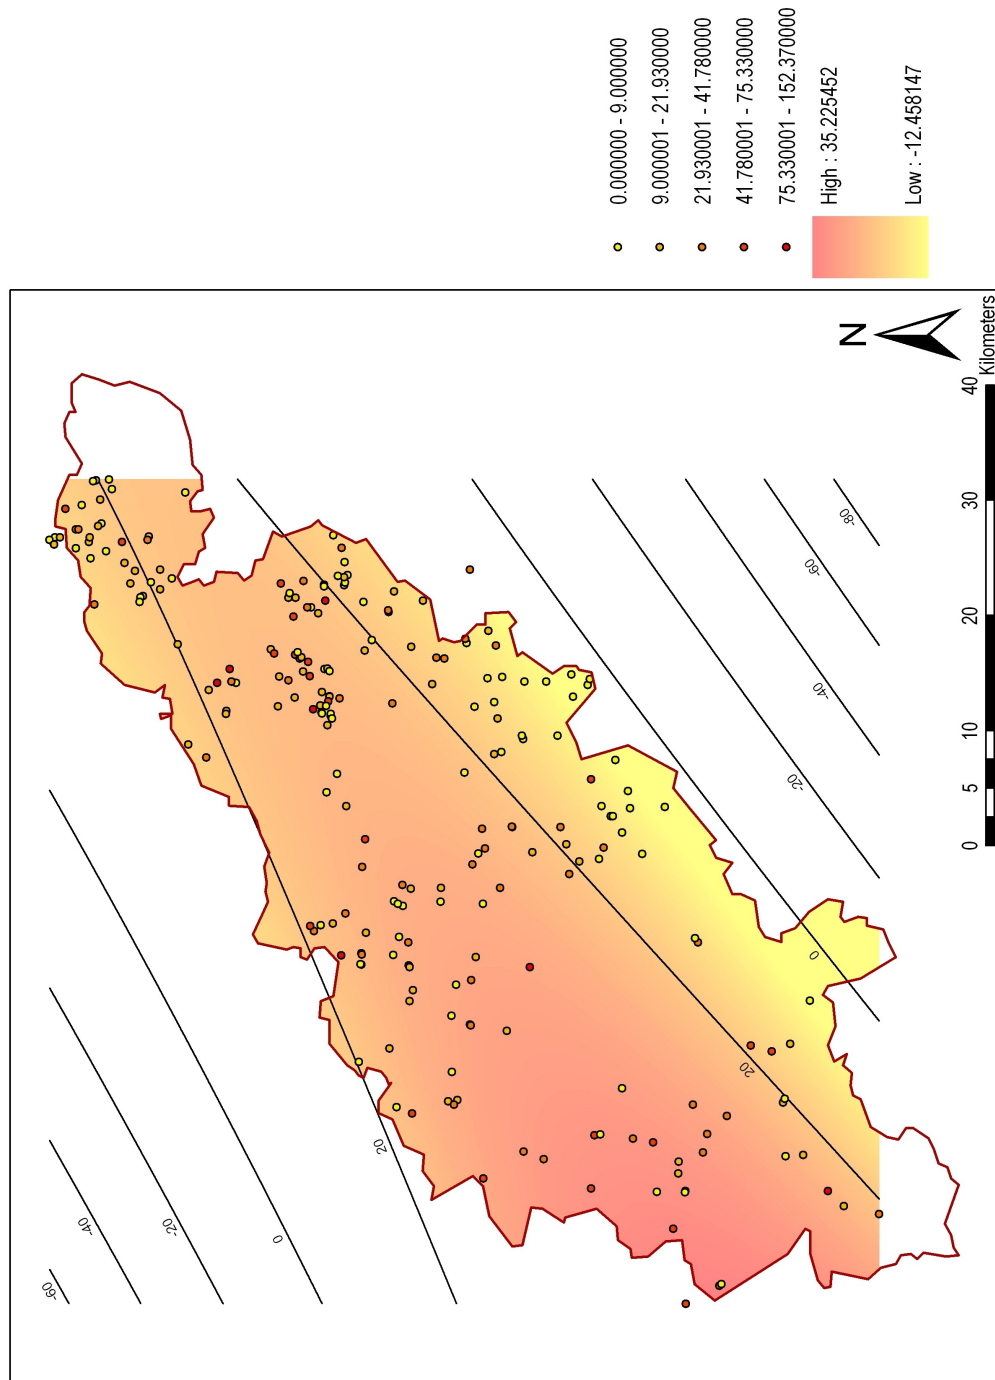 0.000000 - 9.000000
9.000001 - 21.930000
21.930001 - 41.780000
41.780001 - 75.330000
75.330001 - 152.370000
High : 35.225452
Low : -12.458147
N
0
5
10
20
30
40
Kilometers
-60
-40
-20
0
20
20
0
-20
-40
-60
-80